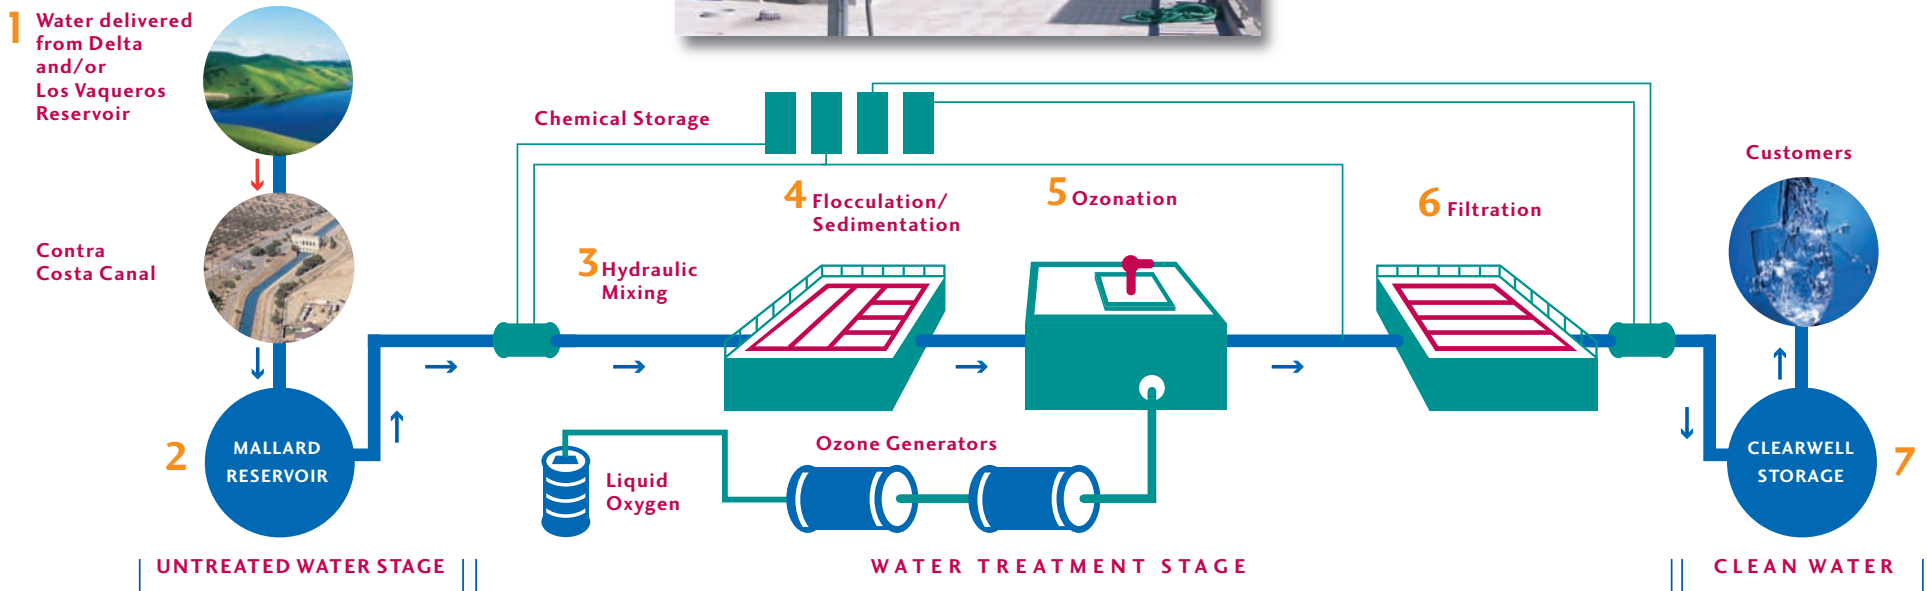 1
Water delivered
from Delta
and/or
Los Vaqueros
Reservoir
Contra
Costa Canal
2
MALLARD
RESERVOIR
Chemical Storage
3
Hydraulic
Mixing
4
Flocculation/
Sedimentation
5
Ozonation
6
Filtration
Liquid
Oxygen
Ozone Generators
Customers
CLEARWELL
STORAGE
7
UNTREATED WATER STAGE
WATER TREATMENT STAGE
CLEAN WATER